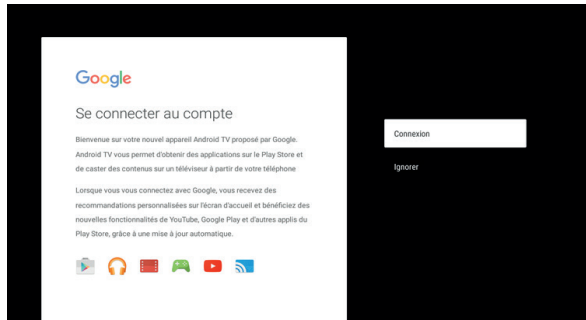 Google
Se connecter au compte
Bienvenue sur votre nouvel appareil Android TV proposé par Google.
Android TV vous permet d'obtenir des applications sur le Play Store et
de caster des contenus sur un téléviseur à partir de votre téléphone
Lorsque vous vous connectez avec Google, vous recevez des
recommandations personnalisées sur l'écran d'accueil et bénéficiez des
nouvelles fonctionnalités de YouTube, Google Play et d'autres applis du
Play Store, grâce à une mise à jour automatique.
Connexion
Ignorer